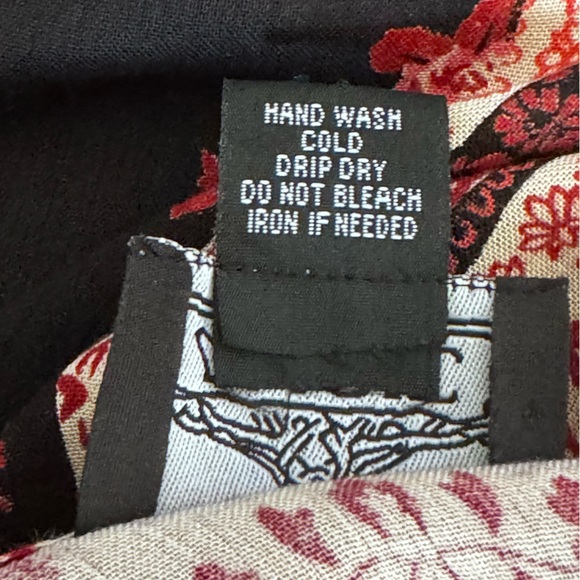 HAND WASH
COLD
DRIP DRY
DO NOT BLEACH
IRON IF NEEDED